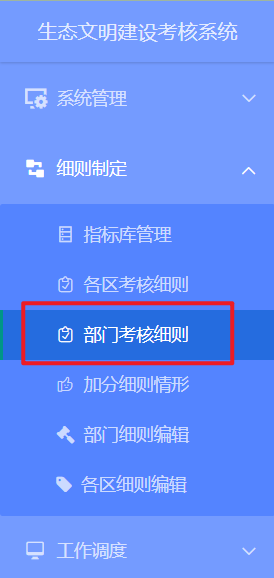 生态文明建设考核系统
系统管理
细则制定
指标库管理
各区考核细则
部门考核细则
加分细则情形
部门细则编辑
各区细则编辑
工作调度